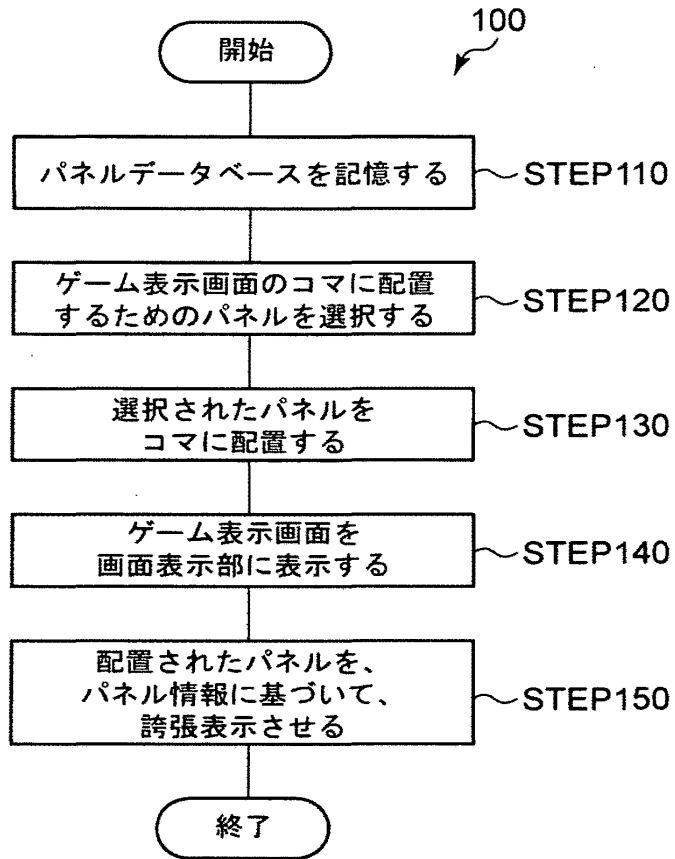 100
開始
パネルデータベースを記憶する
STEP110
ゲーム表示画面のコマに配置
するためのパネルを選択する
STEP120
選択されたパネルを
コマに配置する
STEP130
ゲーム表示画面を
画面表示部に表示する
STEP140
配置されたパネルを、
パネル情報に基づいて、
誇張表示させる
STEP150
終了